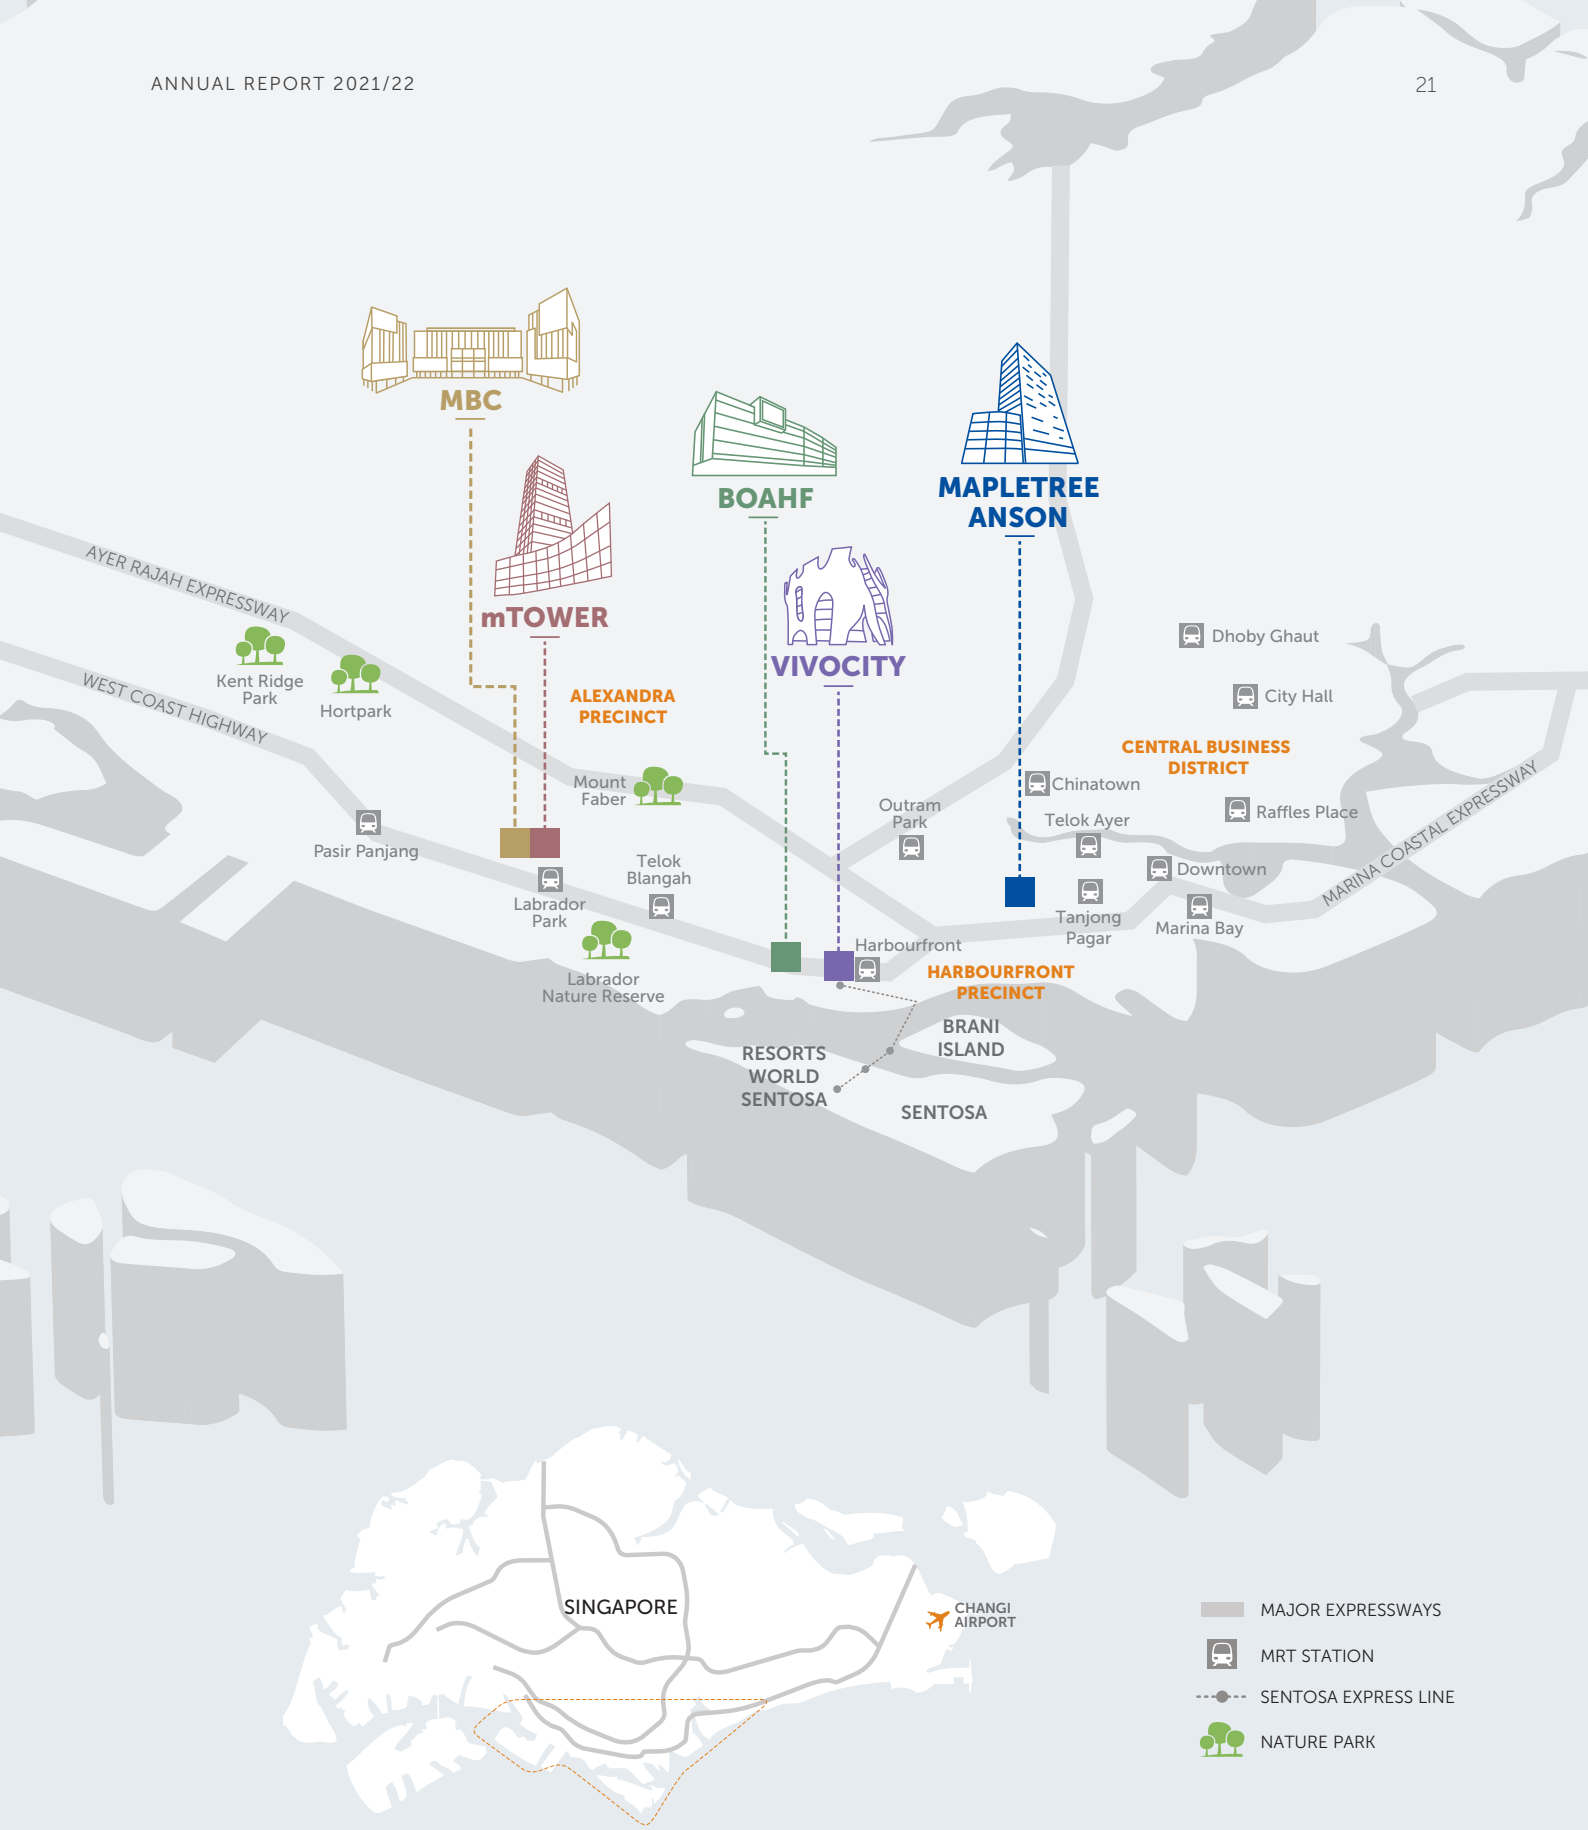 ANNUAL REPORT 2021/22
21
MBC
BOAHF
MAPLETREE
ANSON
mTOWER
VIVOCITY
AYER RAJAH EXPRESSWAY
WEST COAST HIGHWAY
Kent Ridge
Park
Hortpark
ALEXANDRA
PRECINCT
Dhoby Ghaut
City Hall
CENTRAL BUSINESS
DISTRICT
Mount
Faber
Chinatown
Outram
Park
Telok Ayer
Raffles Place
MARINA COASTAL EXPRESSWAY
Pasir Panjang
Telok
Blangah
Downtown
Labrador
Park
Tanjong
Pagar
Marina Bay
Harbourfront
HARBOURFRONT
PRECINCT
Labrador
Nature Reserve
BRANI
ISLAND
RESORTS
WORLD
SENTOSA
SENTOSA
SINGAPORE
CHANGI
AIRPORT
MAJOR EXPRESSWAYS
MRT STATION
SENTOSA EXPRESS LINE
NATURE PARK